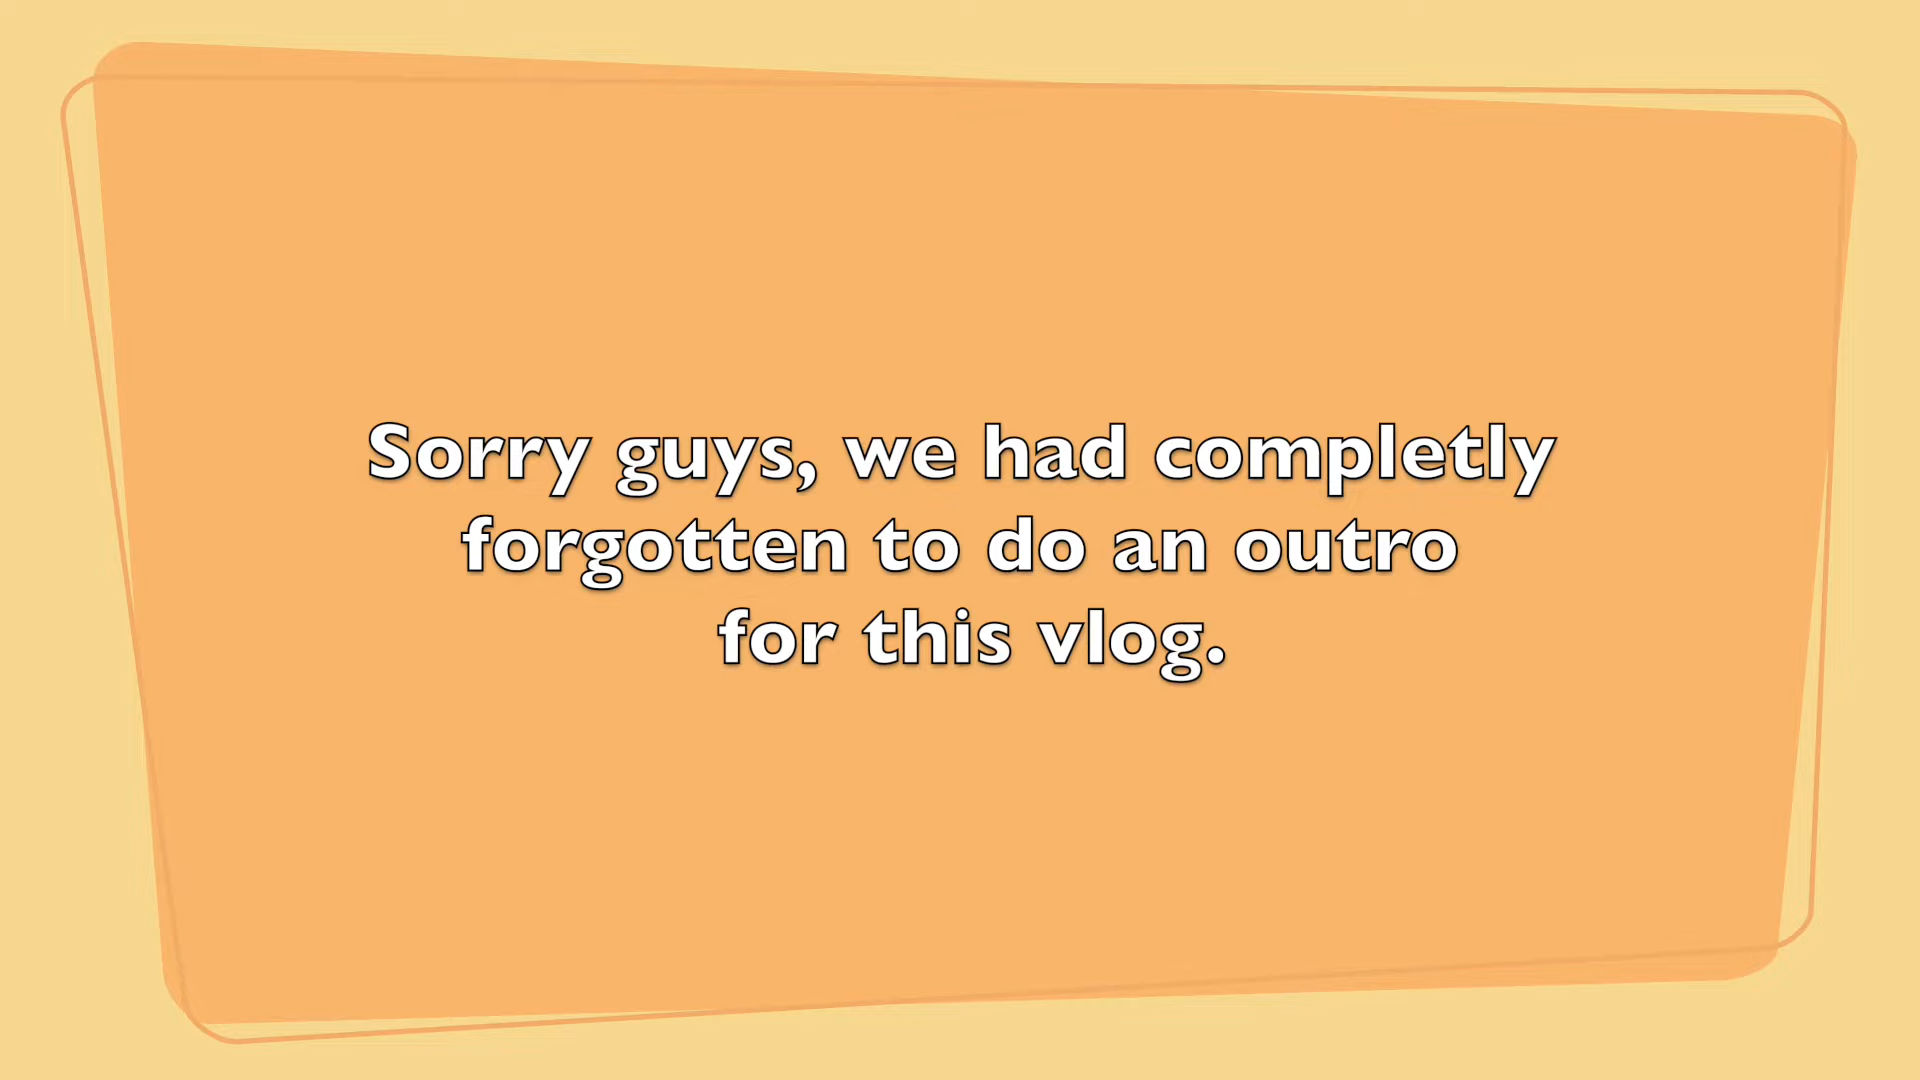 Sorry guys, we had completly
forgotten to do an outro
for this vlog.